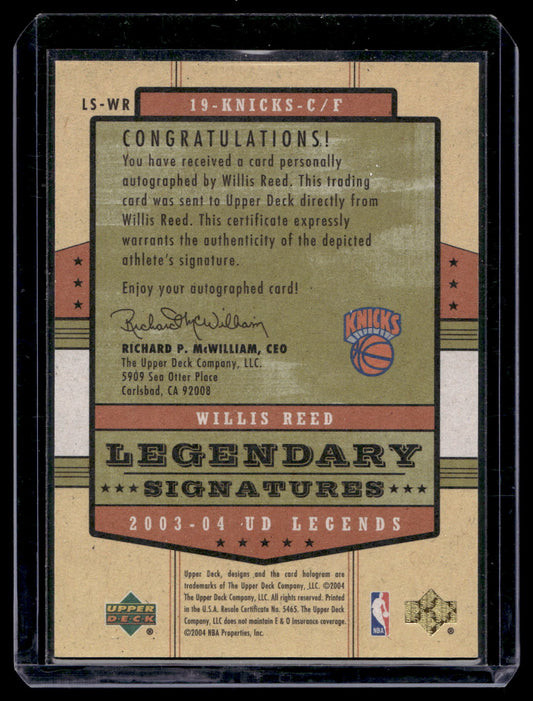 LS-WR
19-KNICKS-C/F
CONGRATULATIONS!
You have received a card personally
autographed by Willis Reed. This trading
card was sent to Upper Deck directly from
Willis Reed. This certificate expressly
warrants the authenticity of the depicted
athlete's signature.
Enjoy your autographed card!
Richard P. McWilliam
KNICKS
RICHARD P. McWILLIAM, CEO
The Upper Deck Company, LLC.
5909 Sea Otter Place
Carlsbad, CA 92008
WILLIS REED
LEGENDARY
SIGNATURES
2003-04 UD LEGENDS
Upper Deck, designs and the card hologram are
trademarks of The Upper Deck Company, .LLC. ©2004
The Upper Deck Company, LLC. All rights reserved. Printed
in the U.S.A. Resale Certificate No. 5465. The Upper Deck
Company, LLC does not maintain E & O insurance coverage.
©2004 NBA Properties, Inc.
UPPER
DECK
®
NBA
®